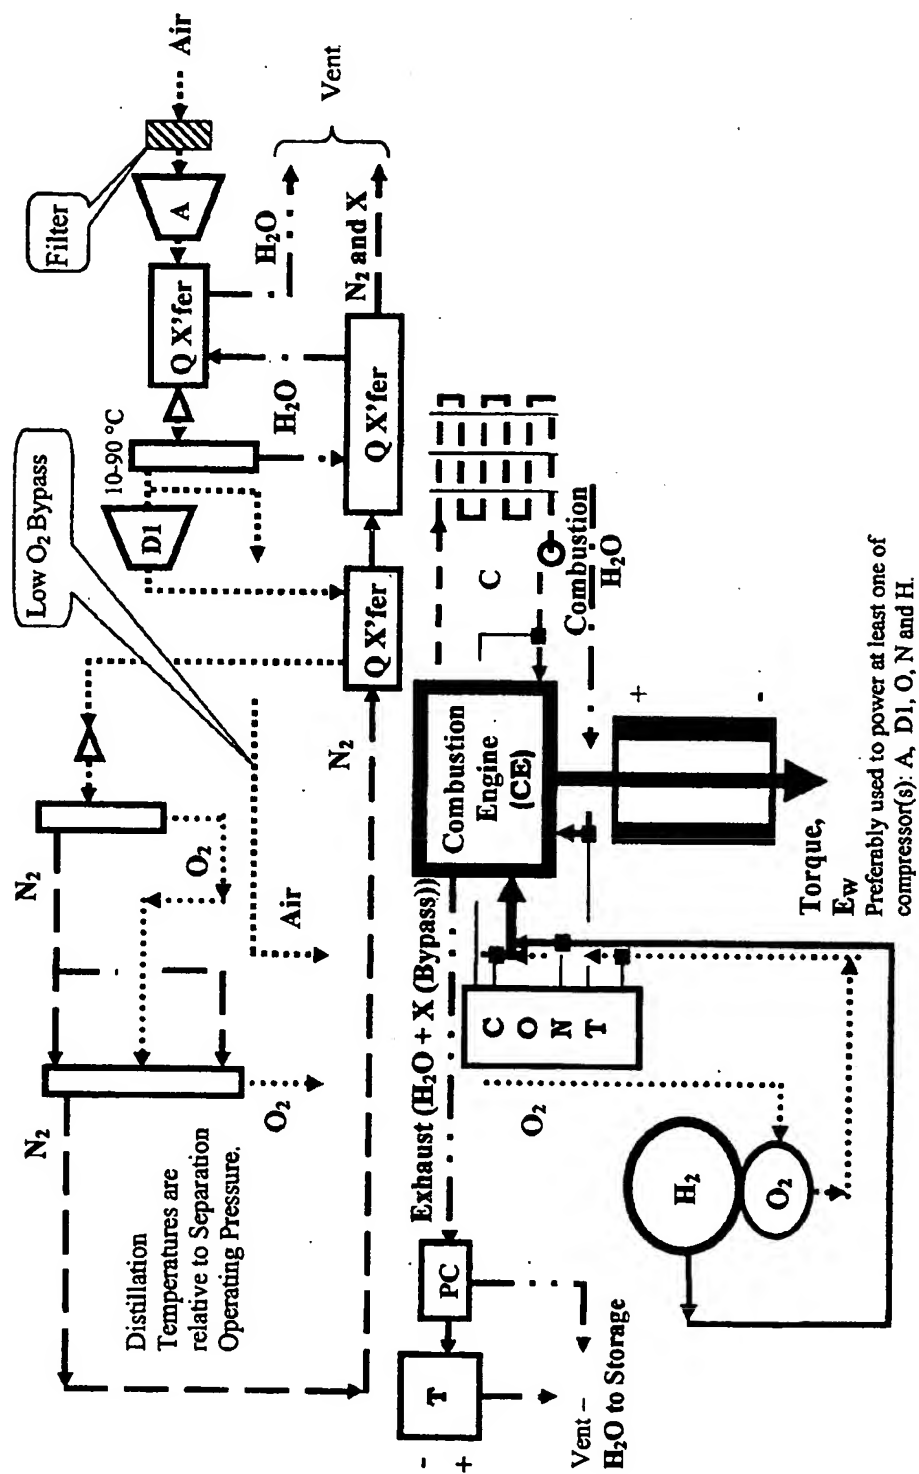 Air
Filter
A
Q X'fer
H₂O
Vent
N₂ and X
H₂O
Q X'fer
10-90 °C
D1
Low O₂ Bypass
Q X'fer
N₂
N₂
O₂
Air
N₂
O₂
Distillation
Temperatures are
relative to Separation
Operating Pressure.
C
Combustion
H₂O
Combustion
Engine
(CE)
+
-
Torque,
Ew
Preferably used to power at least one of
compressor(s): A, D1, O, N and H.
Exhaust (H₂O + X (Bypass))
C
O
N
T
O₂
H₂
O₂
PC
T
-
+
Vent –
H₂O to Storage